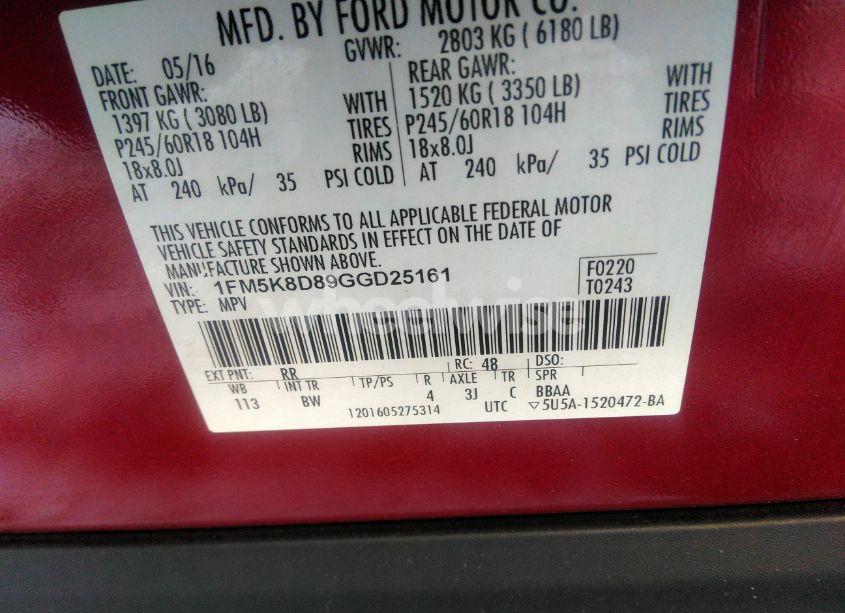 MFD. BY FORD MOTOR CO.
DATE: 05/16 GVWR: 2803 KG ( 6180 LB)
FRONT GAWR: REAR GAWR:
1397 KG ( 3080 LB) WITH 1520 KG ( 3350 LB) WITH
P245/60R18 104H TIRES P245/60R18 104H TIRES
18x8.0J RIMS 18x8.0J RIMS
AT 240 kPa/ 35 PSI COLD AT 240 kPa/ 35 PSI COLD
THIS VEHICLE CONFORMS TO ALL APPLICABLE FEDERAL MOTOR
VEHICLE SAFETY STANDARDS IN EFFECT ON THE DATE OF
MANUFACTURE SHOWN ABOVE.
VIN: 1FM5K8D89GGD25161 F0220
TYPE: MPV T0243
wheelwise
EXT PNT: RR RC: 48 DSO:
WB INT TR TP/PS R AXLE TR SPR
113 BW 4 3J C BBAA
1201605275314 UTC ▽5U5A-1520472-BA